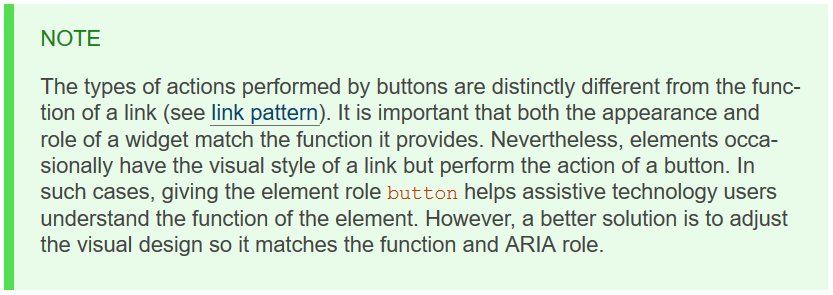 NOTE
The types of actions performed by buttons are distinctly different from the func-
tion of a link (see link pattern). It is important that both the appearance and
role of a widget match the function it provides. Nevertheless, elements occa-
sionally have the visual style of a link but perform the action of a button. In
such cases, giving the element role button helps assistive technology users
understand the function of the element. However, a better solution is to adjust
the visual design so it matches the function and ARIA role.